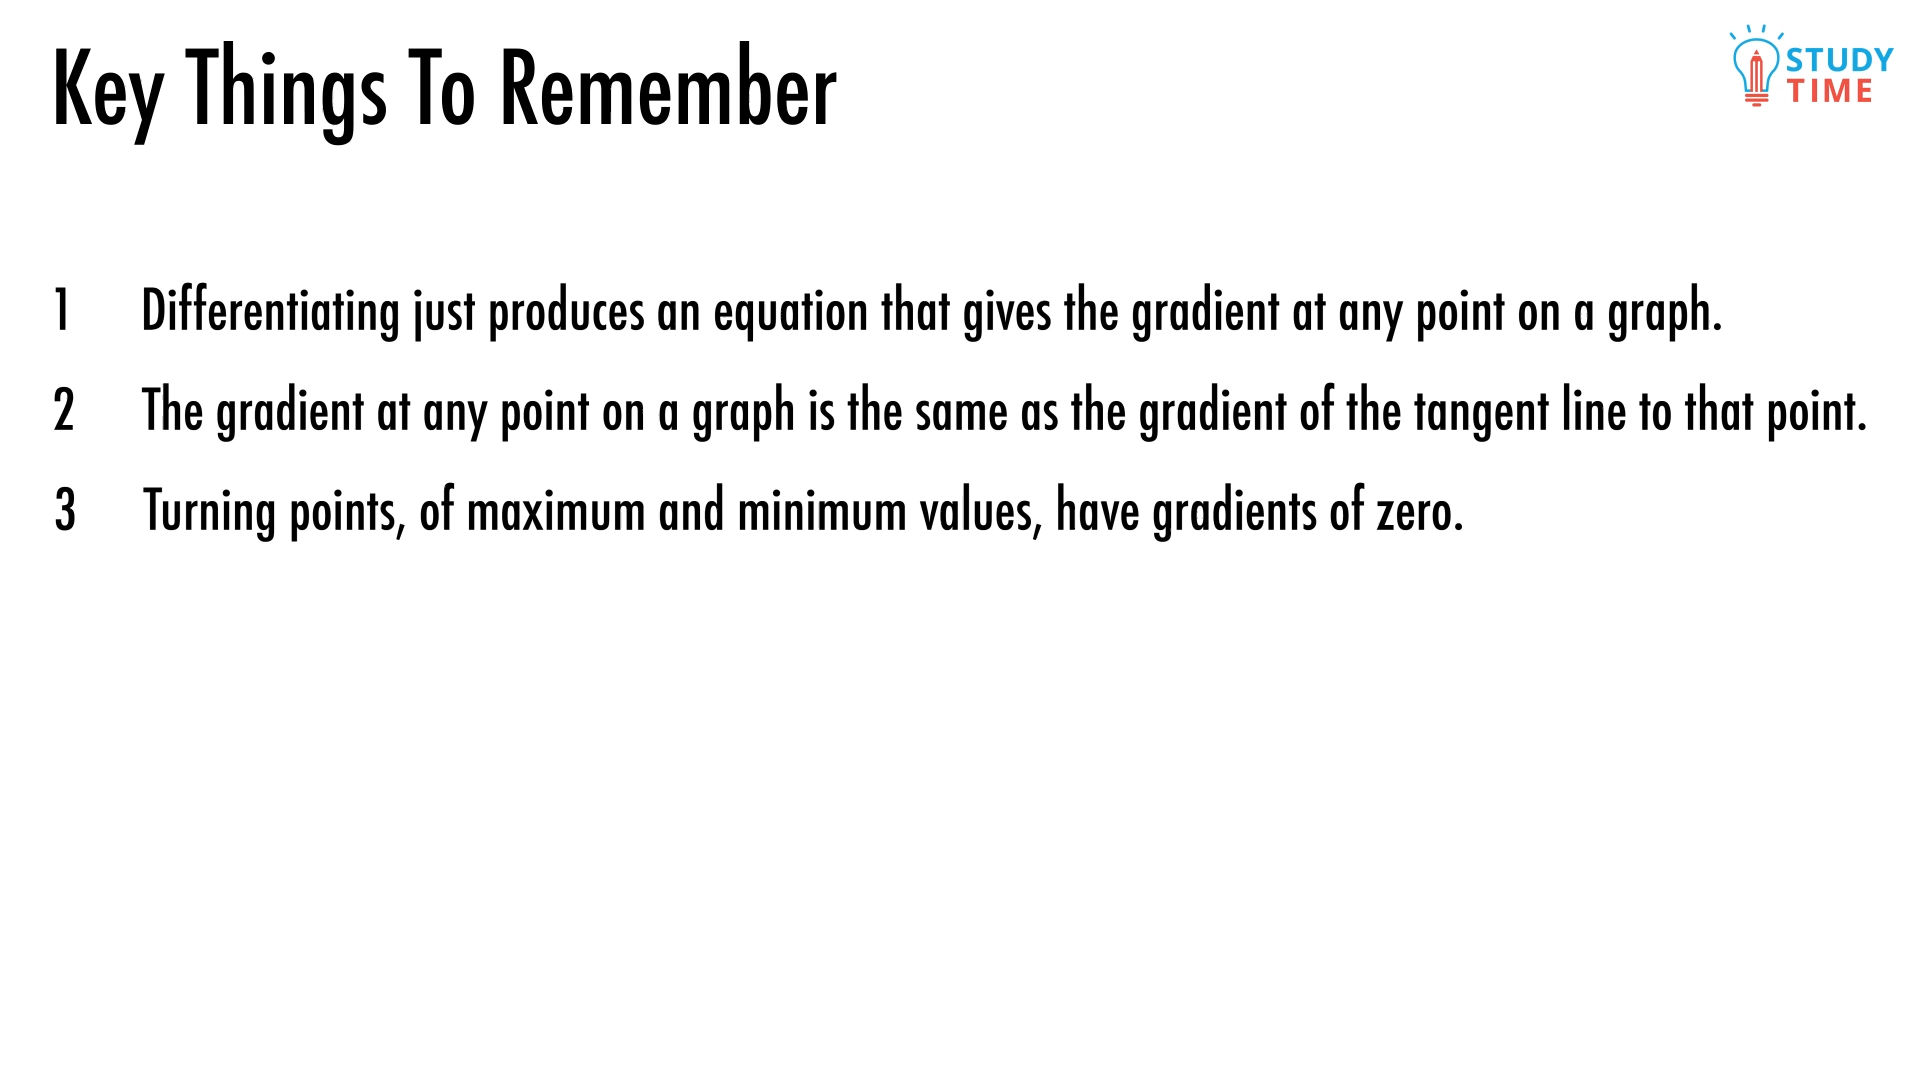 Key Things To Remember
STUDY
TIME
1 Differentiating just produces an equation that gives the gradient at any point on a graph.
2 The gradient at any point on a graph is the same as the gradient of the tangent line to that point.
3 Turning points, of maximum and minimum values, have gradients of zero.